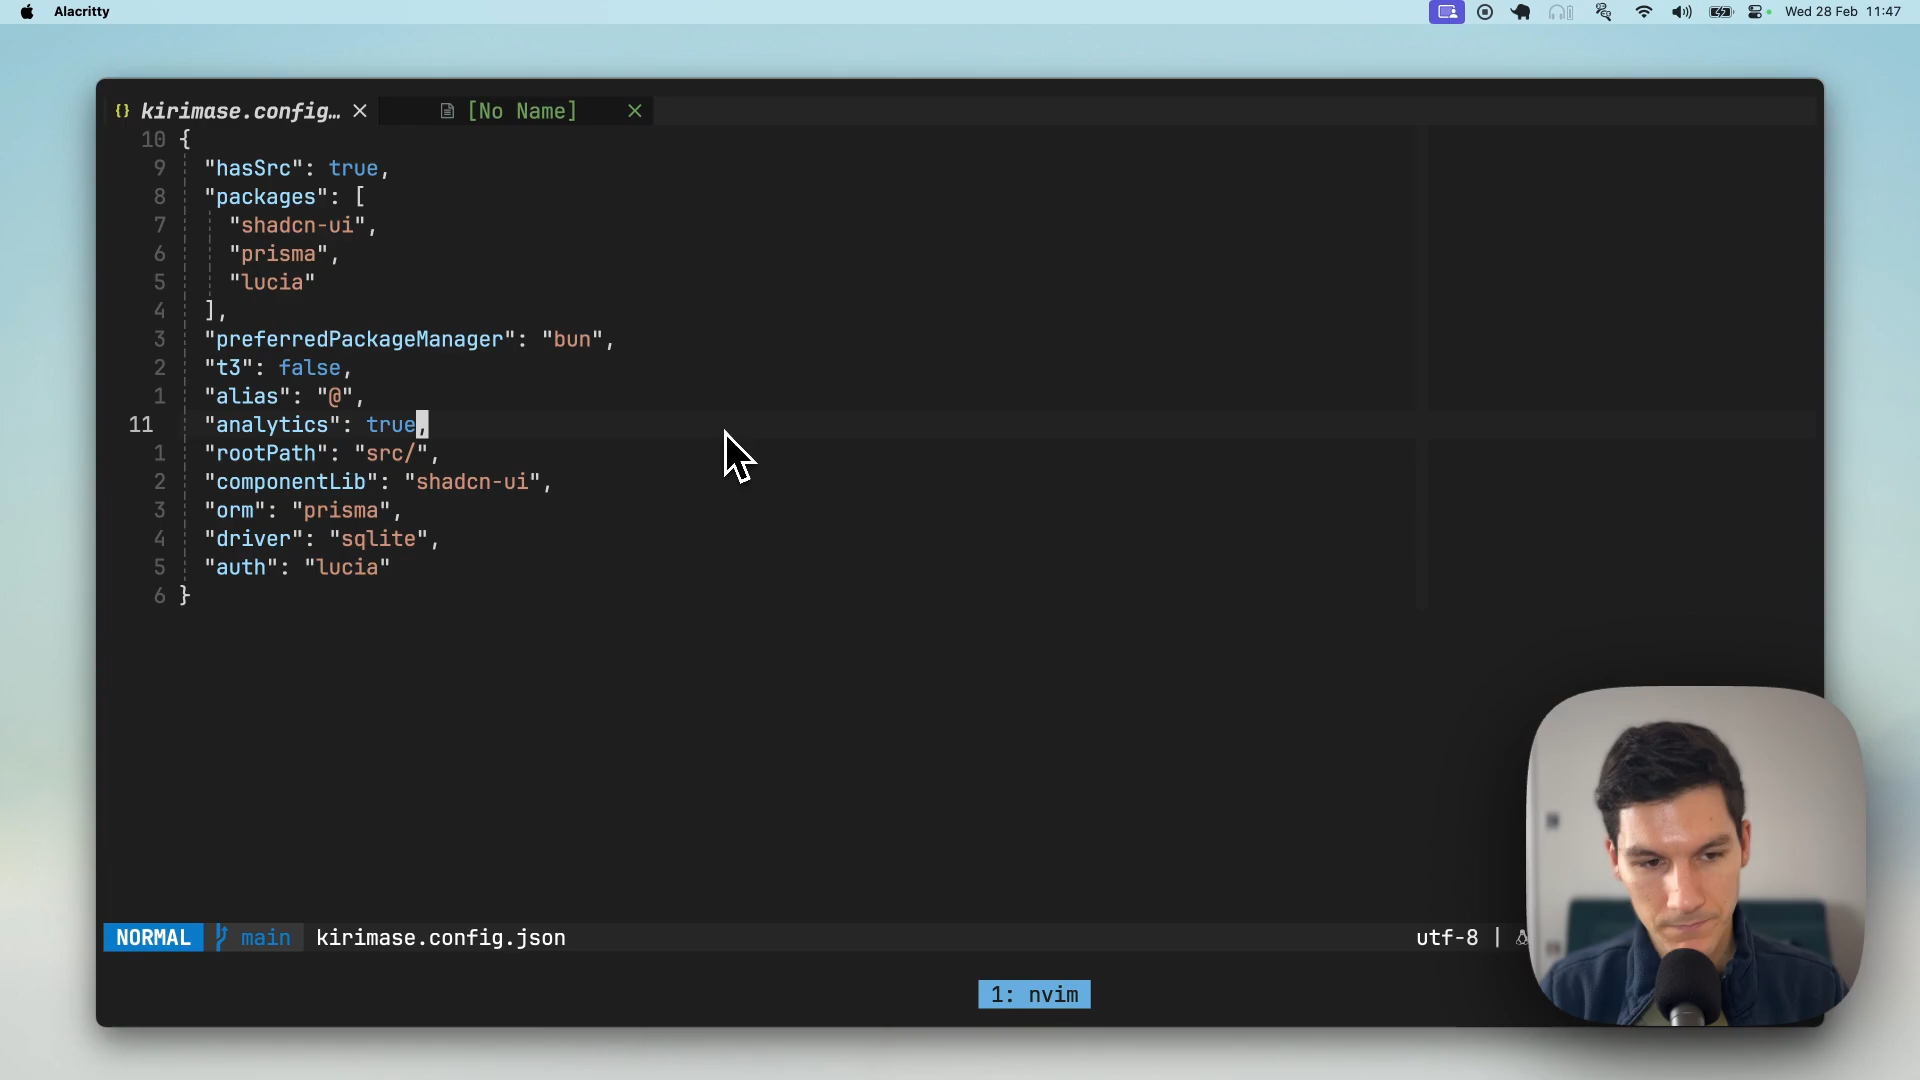 Alacritty
Wed 28 Feb 11:47
{} kirimase.config… ×
[No Name] ×
10 {
9 "hasSrc": true,
8 "packages": [
7 "shadcn-ui",
6 "prisma",
5 "lucia"
4 ],
3 "preferredPackageManager": "bun",
2 "t3": false,
1 "alias": "@",
11 "analytics": true,
1 "rootPath": "src/",
2 "componentLib": "shadcn-ui",
3 "orm": "prisma",
4 "driver": "sqlite",
5 "auth": "lucia"
6 }
NORMAL main kirimase.config.json utf-8 |
1: nvim